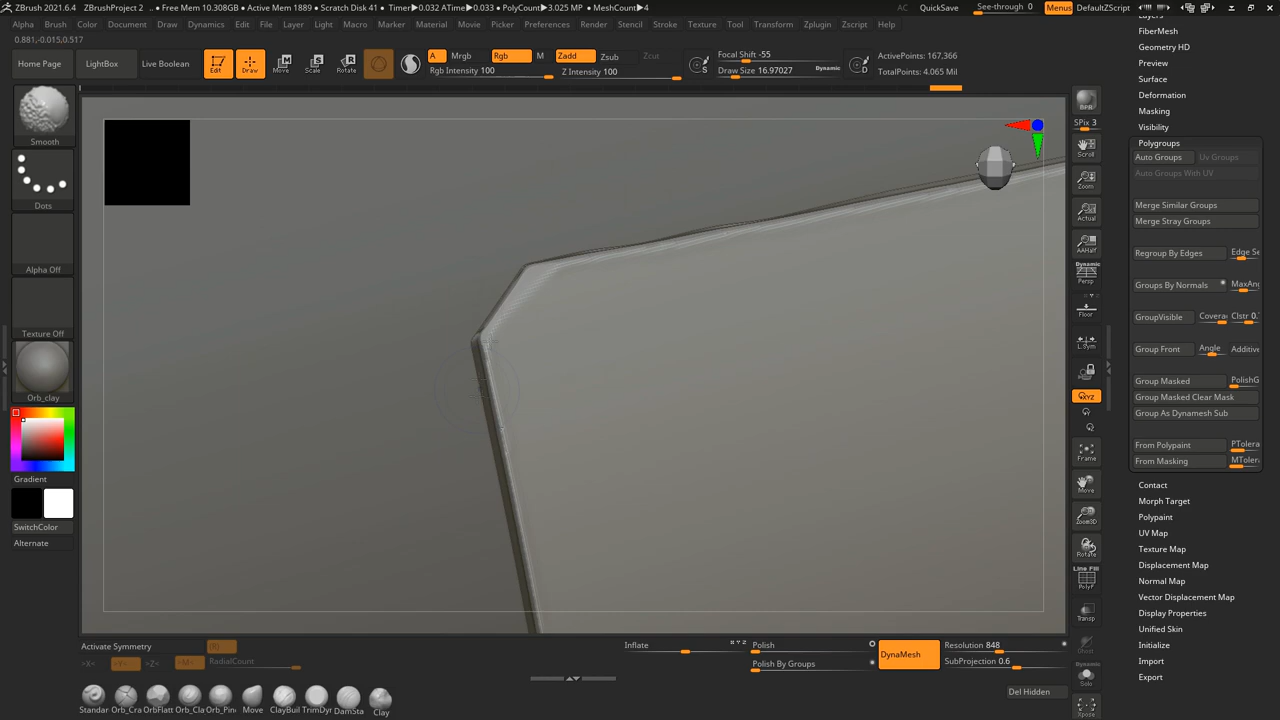 ZBrush 2021.6.4 ZBrushProject 2 .. • Free Mem 10.308GB • Active Mem 1889 • Scratch Disk 41 • Timer▶0.032 ATime▶0.033 • PolyCount▶3.025 MP • MeshCount▶4 AC QuickSave See-through 0 Menus DefaultZScript
Alpha Brush Color Document Draw Dynamics Edit File Layer Light Macro Marker Material Movie Picker Preferences Render Stencil Stroke Texture Tool Transform Zplugin Zscript Help
0.881,-0.015,0.517
Home Page LightBox Live Boolean Edit Draw Move Scale Rotate
A Mrgb Rgb M Zadd Zsub Zcut
Rgb Intensity 100 Z Intensity 100
S Focal Shift -55
Draw Size 16.97027 Dynamic D
ActivePoints: 167,366
TotalPoints: 4.065 Mil
Smooth
Dots
Alpha Off
Texture Off
Orb_clay
Gradient
SwitchColor
Alternate
BPR
SPix 3
Scroll
Zoom
Actual
AAHalf
Dynamic
Persp
Floor
L.Sym
XYZ
Frame
Move
Zoom3D
Rotate
Line Fill
PolyF
Transp
Ghost
Dynamic
Solo
Xpose
Layers
FiberMesh
Geometry HD
Preview
Surface
Deformation
Masking
Visibility
Polygroups
Auto Groups Uv Groups
Auto Groups With UV
Merge Similar Groups
Merge Stray Groups
Regroup By Edges Edge Se
Groups By Normals MaxAn
GroupVisible Covera Clstr 0.
Group Front Angle Additive
Group Masked PolishG
Group Masked Clear Mask
Group As Dynamesh Sub
From Polypaint PTolera
From Masking MToler
Contact
Morph Target
Polypaint
UV Map
Texture Map
Displacement Map
Normal Map
Vector Displacement Map
Display Properties
Unified Skin
Initialize
Import
Export
Activate Symmetry (R)
>X< >Y< >Z< >M< RadialCount
Inflate XYZ Polish
Polish By Groups
DynaMesh
Resolution 848
SubProjection 0.6
Del Hidden
Standar Orb_Cra OrbFlatt Orb_Cla Orb_Pin Move ClayBuil TrimDyr DamSta Clay